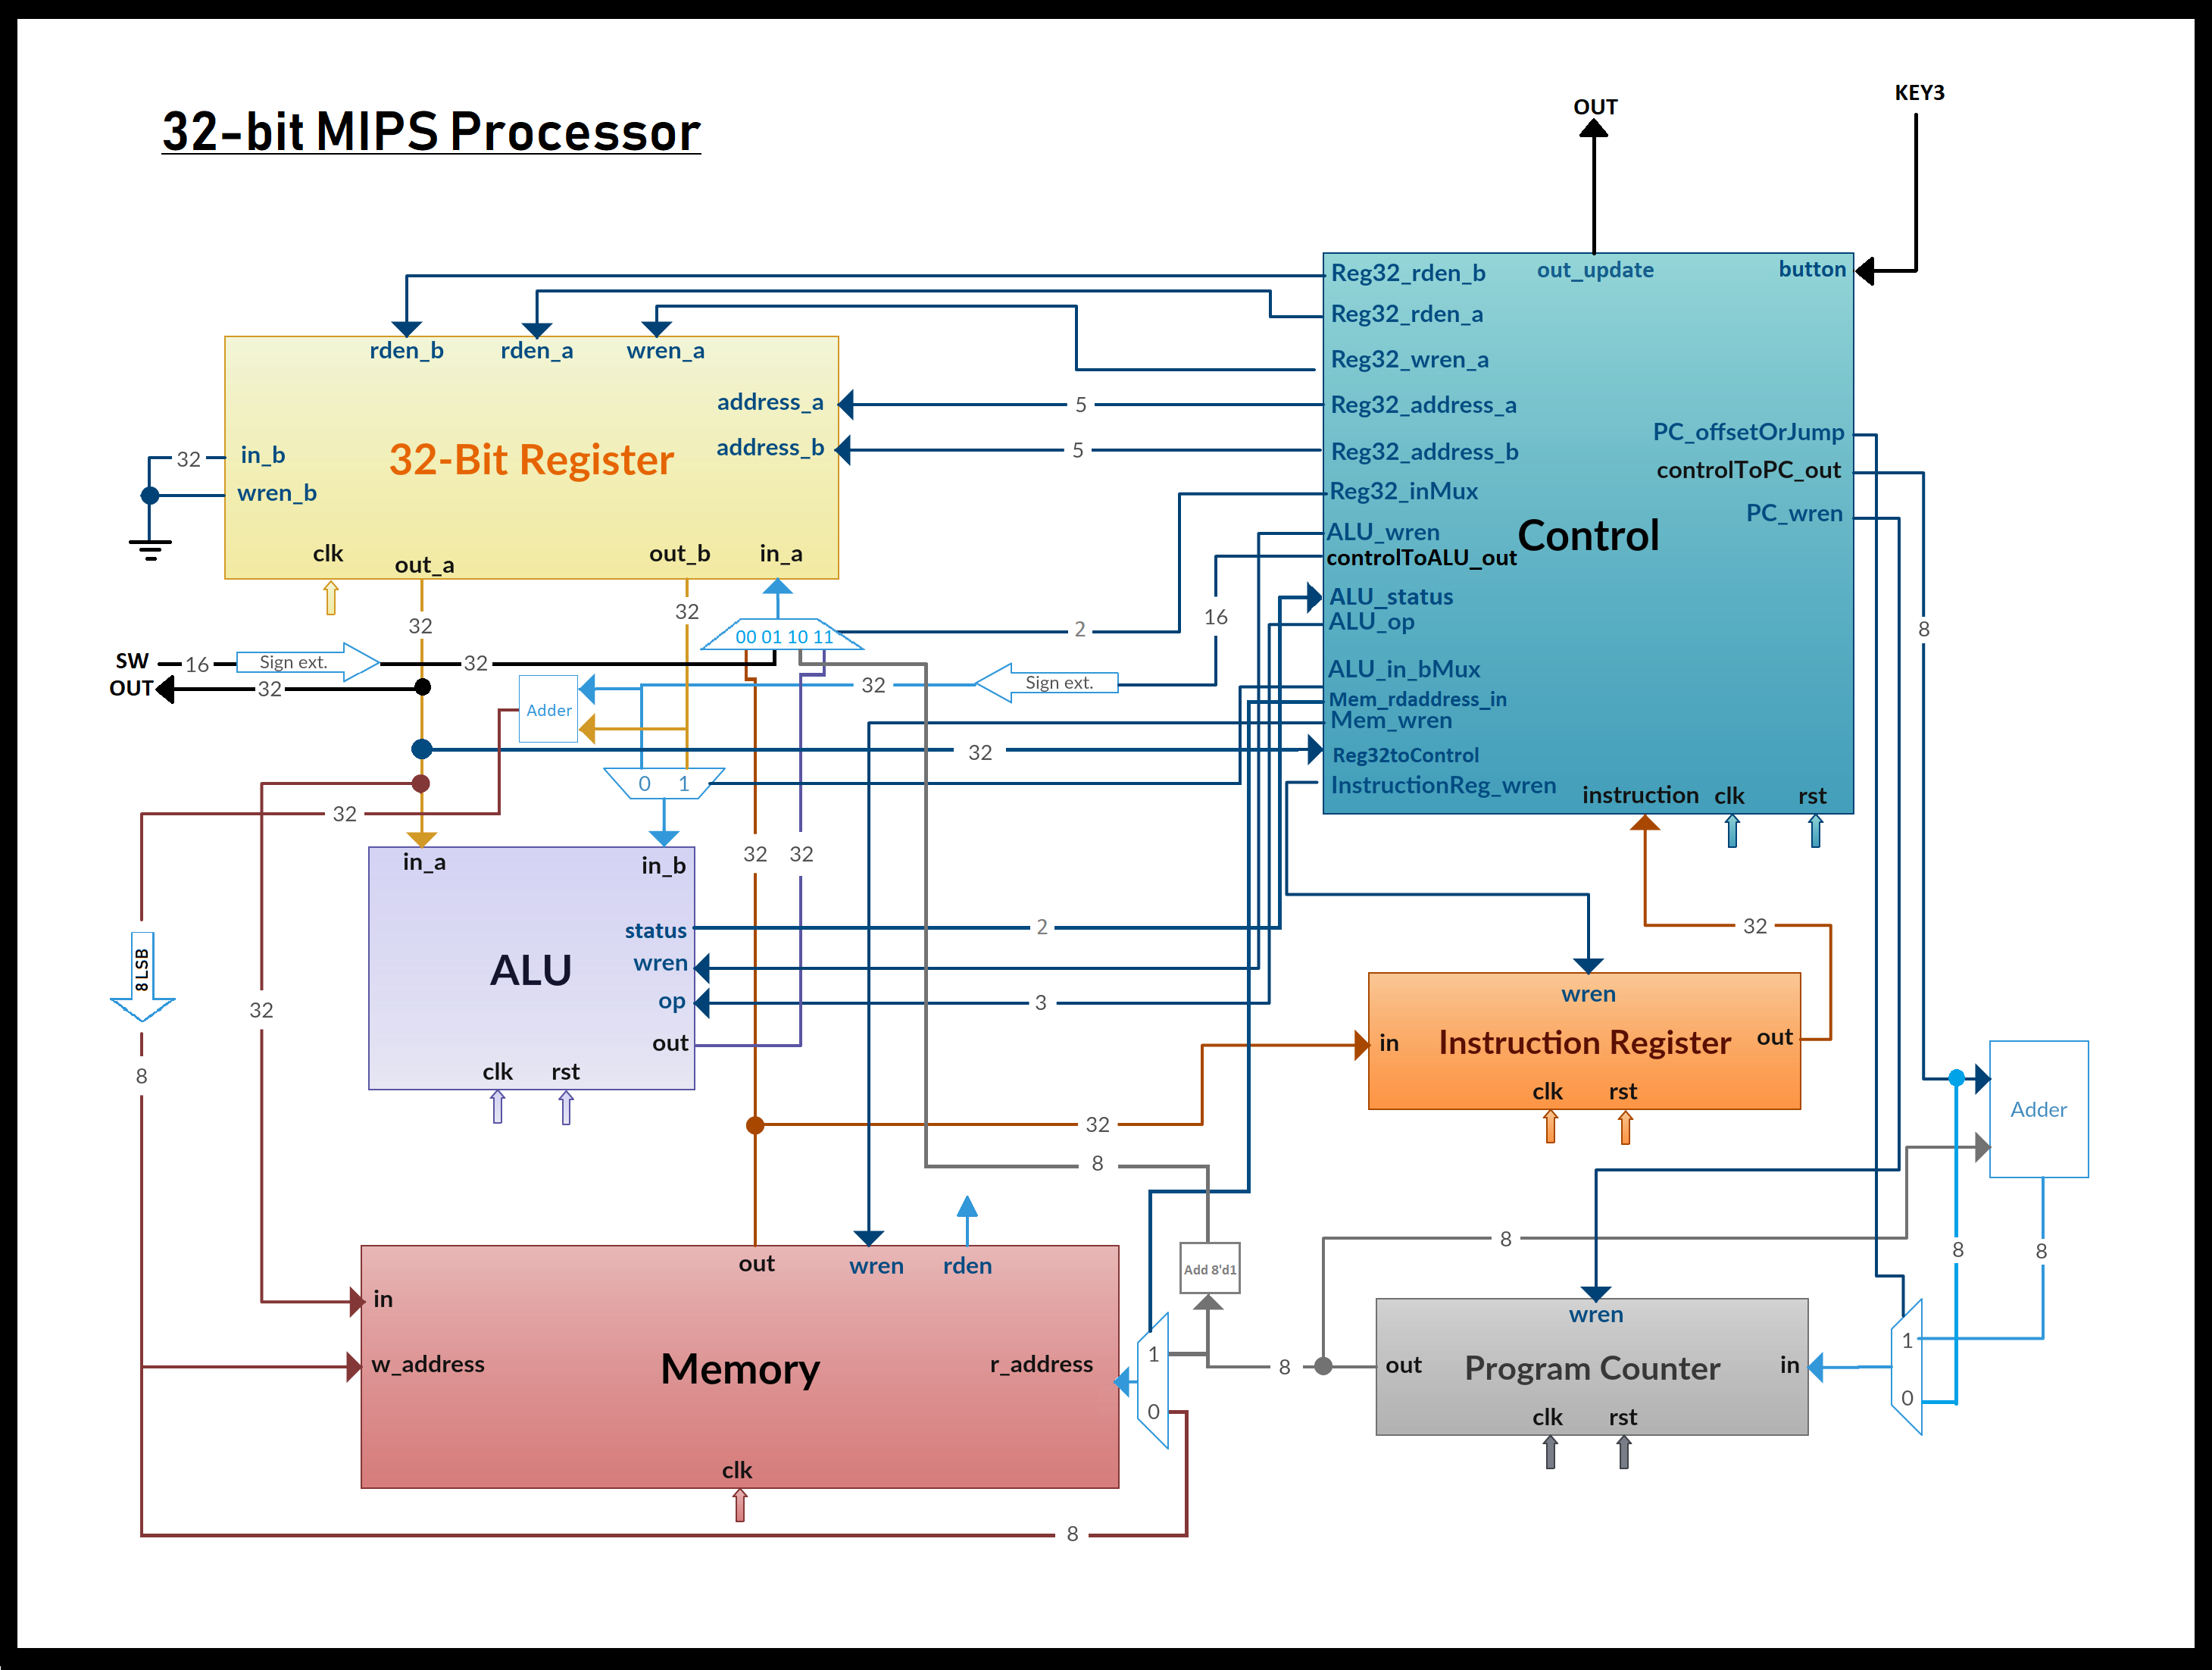 KEY3
OUT
32-bit MIPS Processor
Reg32_rden_b
out_update
button
Reg32_rden_a
rden_b
rden_a
wren_a
Reg32_wren_a
address_a
5
Reg32_address_a
PC_offsetOrJump
address_b
5
Reg32_address_b
controlToPC_out
32
in_b
32-Bit Register
wren_b
Reg32_inMux
PC_wren
ALU_wren
Control
controlToALU_out
clk
out_a
out_b
in_a
ALU_status
ALU_op
32
32
00 01 10 11
2
16
8
SW
16
Sign ext.
32
OUT
32
Adder
32
Sign ext.
ALU_in_bMux
Mem_rdaddress_in
Mem_wren
32
Reg32toControl
0
1
InstructionReg_wren
instruction
clk
rst
32
32
32
in_a
in_b
status
2
32
wren
8 LSB
ALU
op
3
32
out
wren
in
Instruction Register
out
clk
rst
clk
rst
8
Adder
32
8
8
8
8
out
wren
rden
Add 8'd1
in
wren
w_address
Memory
r_address
1
0
8
out
Program Counter
in
1
0
clk
rst
clk
8